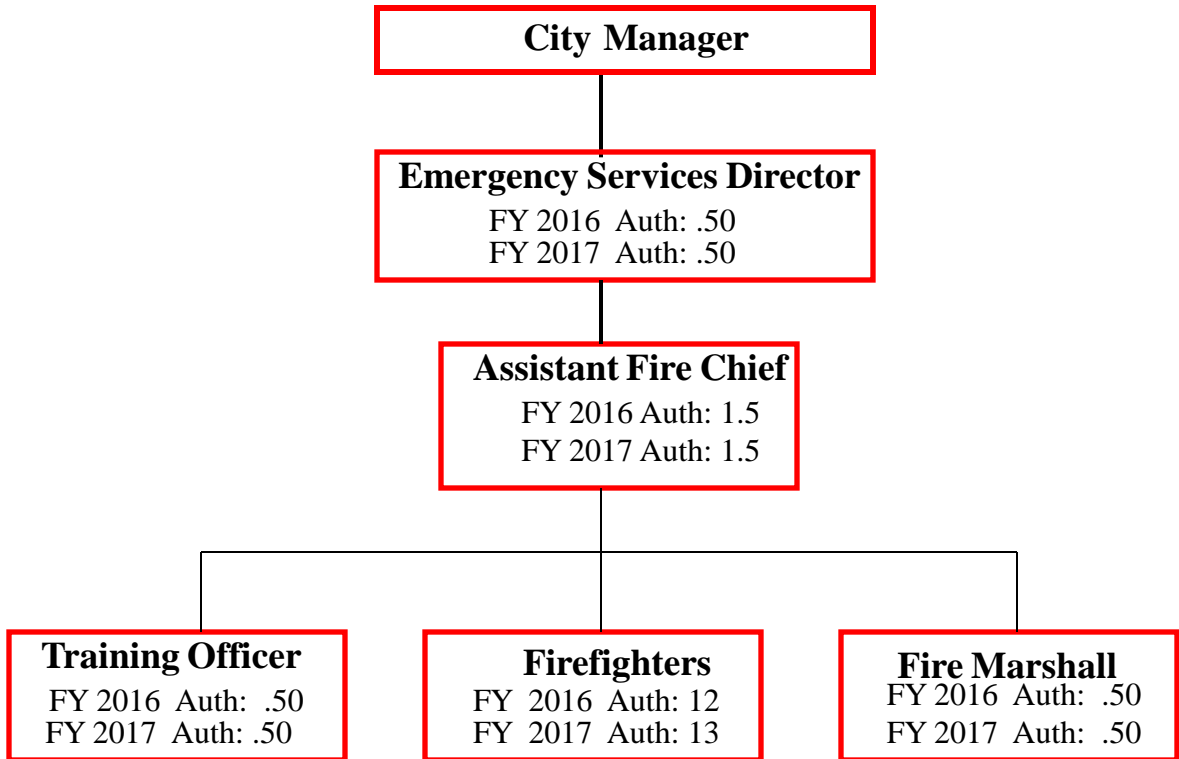 City Manager
Emergency Services Director
FY 2016 Auth: .50
FY 2017 Auth: .50
Assistant Fire Chief
FY 2016 Auth: 1.5
FY 2017 Auth: 1.5
Training Officer
FY 2016 Auth: .50
FY 2017 Auth: .50
Firefighters
FY 2016 Auth: 12
FY 2017 Auth: 13
Fire Marshall
FY 2016 Auth: .50
FY 2017 Auth: .50